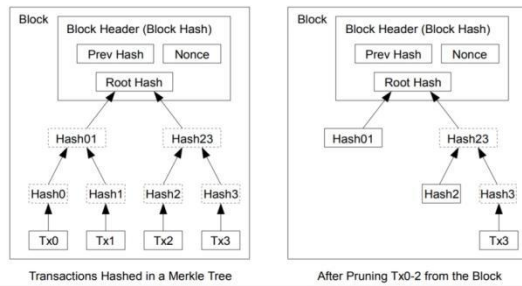 Block
Block Header (Block Hash)
Prev Hash
Nonce
Root Hash
Hash01
Hash23
Hash0
Hash1
Hash2
Hash3
Tx0
Tx1
Tx2
Tx3
Transactions Hashed in a Merkle Tree
Block
Block Header (Block Hash)
Prev Hash
Nonce
Root Hash
Hash01
Hash23
Hash2
Hash3
Tx3
After Pruning Tx0-2 from the Block